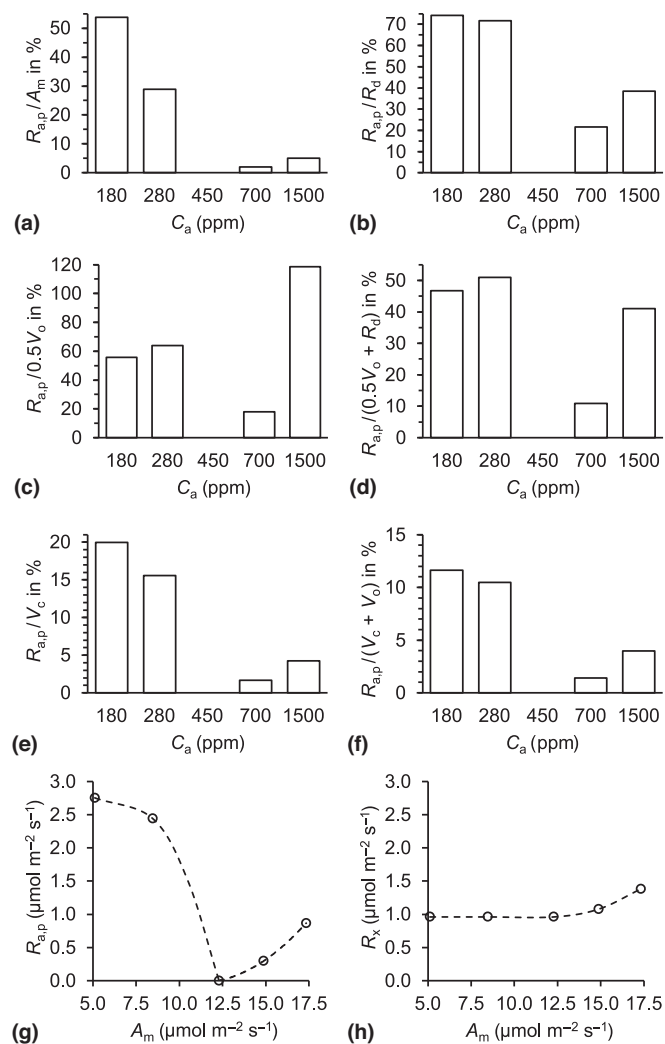 R_a,p/A_m in %
50
40
30
20
10
0
180 280 450 700 1500
(a) C_a (ppm)
R_a,p/R_d in %
70
60
50
40
30
20
10
0
180 280 450 700 1500
(b) C_a (ppm)
R_a,p/0.5V_o in %
120
100
80
60
40
20
0
180 280 450 700 1500
(c) C_a (ppm)
R_a,p/(0.5V_o + R_d) in %
50
40
30
20
10
0
180 280 450 700 1500
(d) C_a (ppm)
R_a,p/V_c in %
20
15
10
5
0
180 280 450 700 1500
(e) C_a (ppm)
R_a,p/(V_c + V_o) in %
15
10
5
0
180 280 450 700 1500
(f) C_a (ppm)
R_a,p (µmol m⁻² s⁻¹)
3.0
2.5
2.0
1.5
1.0
0.5
0.0
5.0 7.5 10.0 12.5 15.0 17.5
(g) A_m (µmol m⁻² s⁻¹)
R_x (µmol m⁻² s⁻¹)
3.0
2.5
2.0
1.5
1.0
0.5
0.0
5.0 7.5 10.0 12.5 15.0 17.5
(h) A_m (µmol m⁻² s⁻¹)